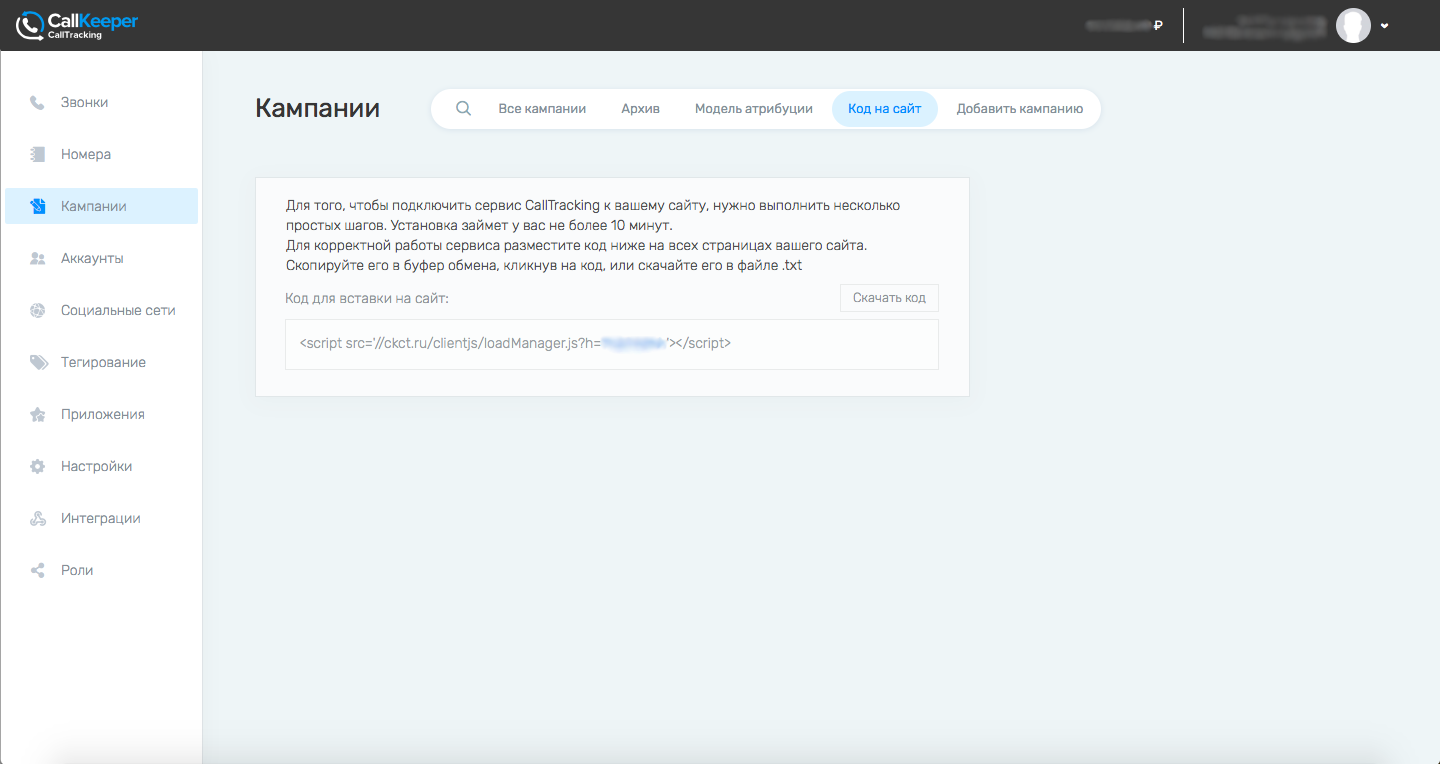 CallKeeper
CallTracking
₽
Звонки
Номера
Кампании
Аккаунты
Социальные сети
Тегирование
Приложения
Настройки
Интеграции
Роли
Кампании
Все кампании
Архив
Модель атрибуции
Код на сайт
Добавить кампанию
Для того, чтобы подключить сервис CallTracking к вашему сайту, нужно выполнить несколько
простых шагов. Установка займет у вас не более 10 минут.
Для корректной работы сервиса разместите код ниже на всех страницах вашего сайта.
Скопируйте его в буфер обмена, кликнув на код, или скачайте его в файле .txt
Код для вставки на сайт:
Скачать код
<script src='//ckct.ru/clientjs/loadManager.js?h= '></script>